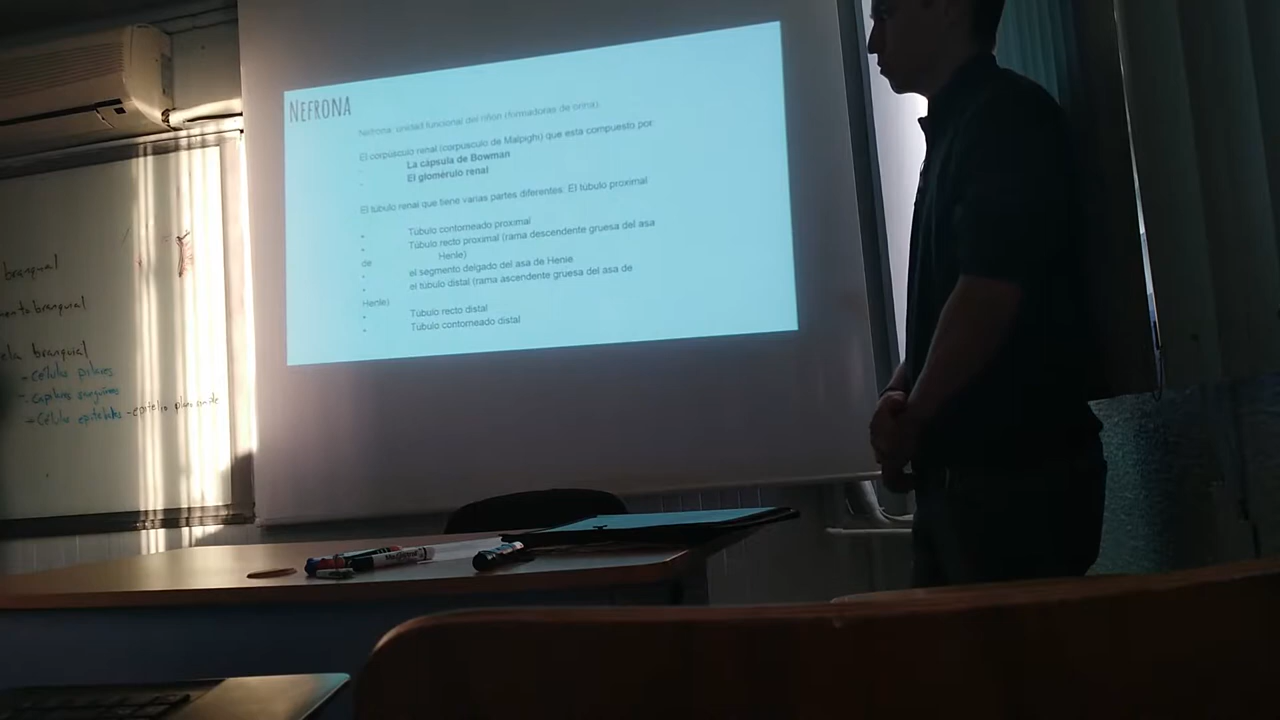 NEFRONA
Nefrona: unidad funcional del riñon (formadoras de orina).
El corpúsculo renal (corpúsculo de Malpighi) que esta compuesto por:
La cápsula de Bowman
El glomérulo renal
El túbulo renal que tiene varias partes diferentes. El túbulo proximal
Túbulo contorneado proximal
Túbulo recto proximal (rama descendente gruesa del asa
de Henle)
el segmento delgado del asa de Henle
el túbulo distal (rama ascendente gruesa del asa de
Henle)
Túbulo recto distal
Túbulo contorneado distal
branquial
branquial
branquial
- Células pilares
- Capilares
- Células - epitelio plano